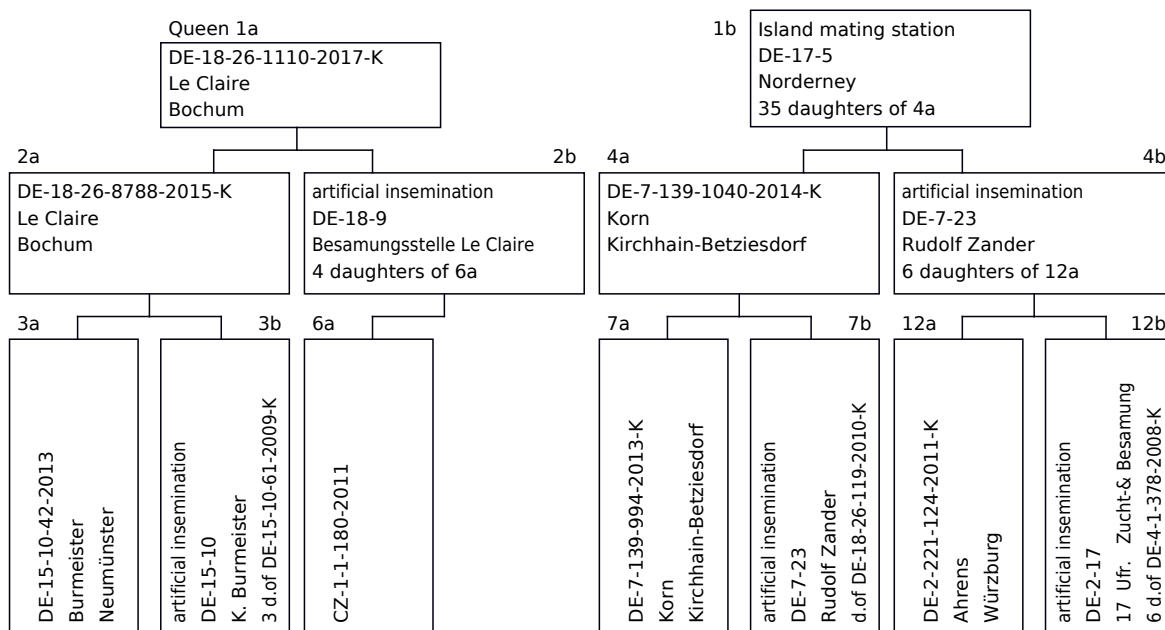 Queen 1a
DE-18-26-1110-2017-K
Le Claire
Bochum
1b
Island mating station
DE-17-5
Norderney
35 daughters of 4a
2a
DE-18-26-8788-2015-K
Le Claire
Bochum
2b
artificial insemination
DE-18-9
Besamungsstelle Le Claire
4 daughters of 6a
4a
DE-7-139-1040-2014-K
Korn
Kirchhain-Betziesdorf
4b
artificial insemination
DE-7-23
Rudolf Zander
6 daughters of 12a
3a
DE-15-10-42-2013
Burmeister
Neumünster
3b
artificial insemination
DE-15-10
K. Burmeister
3 d.of DE-15-10-61-2009-K
6a
CZ-1-1-180-2011
7a
DE-7-139-994-2013-K
Korn
Kirchhain-Betziesdorf
7b
artificial insemination
DE-7-23
Rudolf Zander
d.of DE-18-26-119-2010-K
12a
DE-2-221-124-2011-K
Ahrens
Würzburg
12b
artificial insemination
DE-2-17
17 Ufr. Zucht-& Besamung
6 d.of DE-4-1-378-2008-K